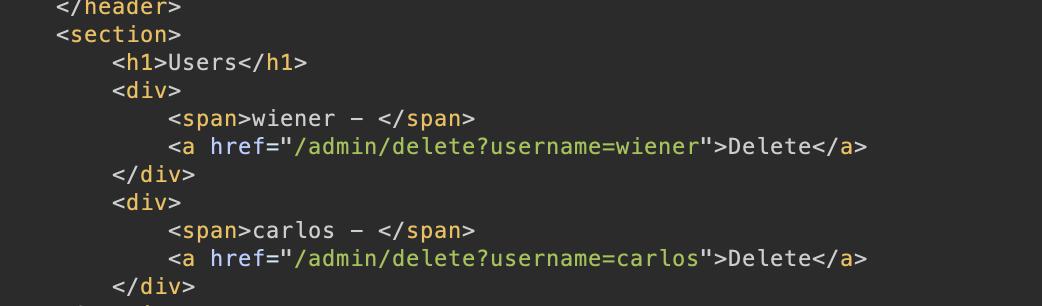 </header>
<section>
<h1>Users</h1>
<div>
<span>wiener - </span>
<a href="/admin/delete?username=wiener">Delete</a>
</div>
<div>
<span>carlos - </span>
<a href="/admin/delete?username=carlos">Delete</a>
</div>